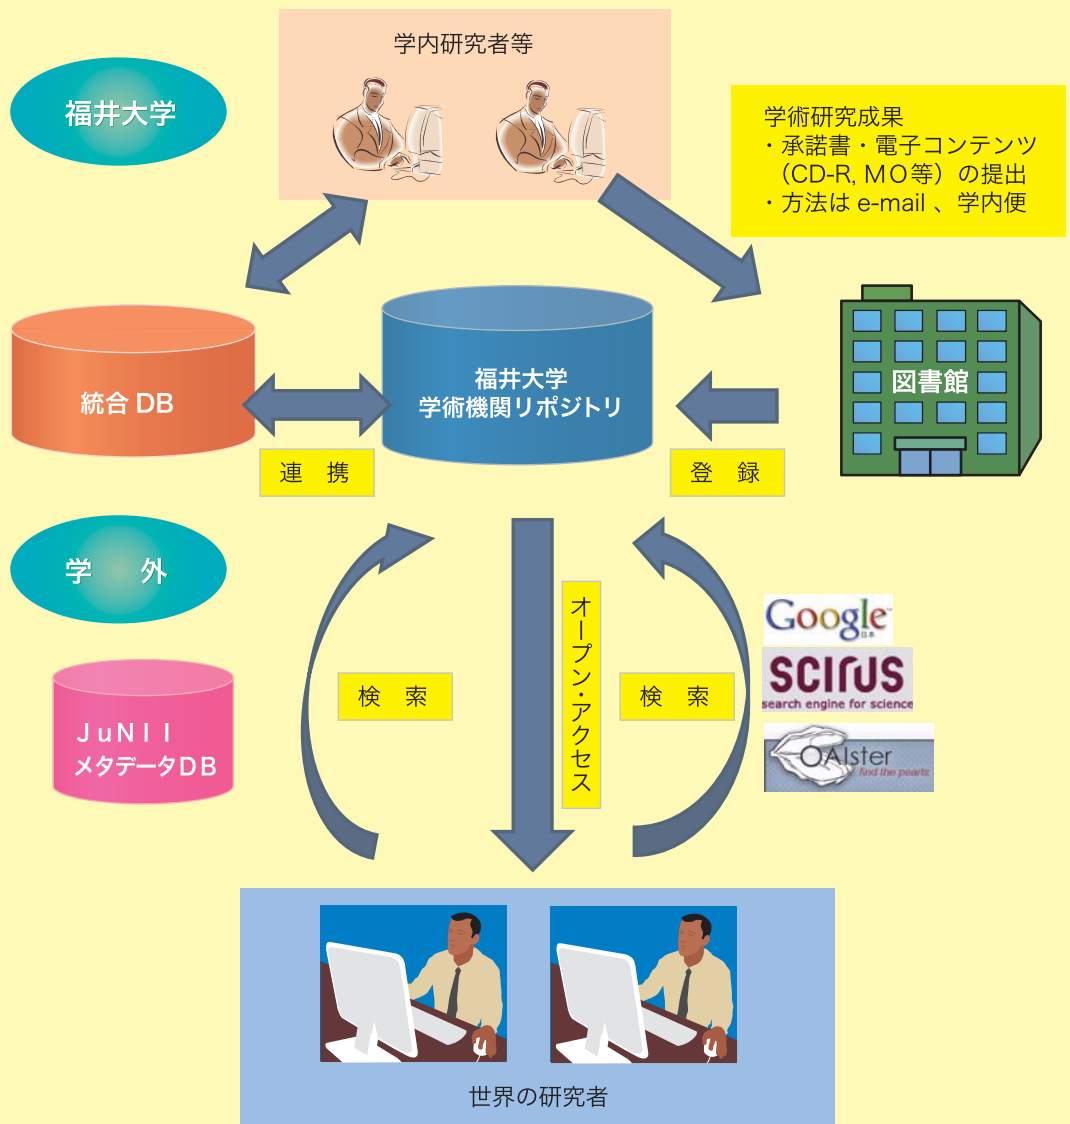 学内研究者等
福井大学
学術研究成果
・承諾書・電子コンテンツ
（CD-R, ＭＯ等）の提出
・方法は e-mail 、学内便
統合 DB
福井大学
学術機関リポジトリ
図書館
連　携
登　録
学　外
オープン・アクセス
検　索
検　索
Google™
日本
SCIRUS
search engine for science
OAIster
find the pearls
ＪｕＮＩＩ
メタデータＤＢ
世界の研究者